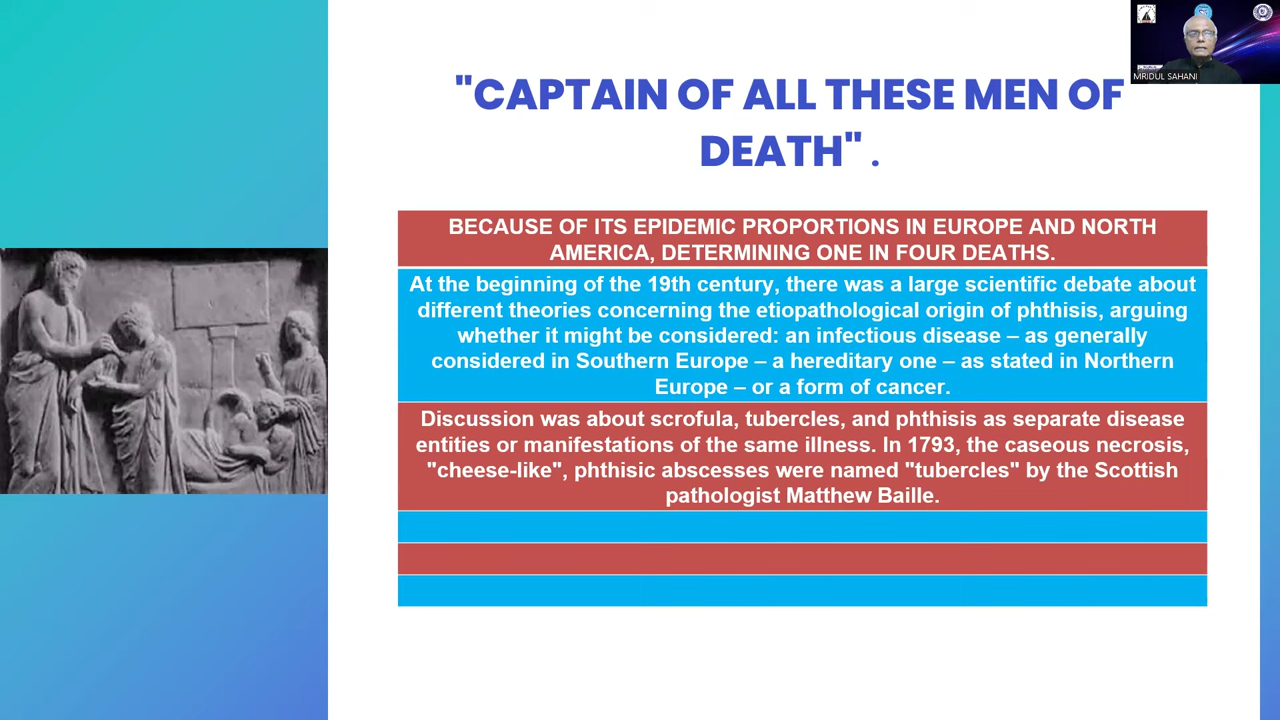 "CAPTAIN OF ALL THESE MEN OF
DEATH" .
MRIDUL SAHANI
BECAUSE OF ITS EPIDEMIC PROPORTIONS IN EUROPE AND NORTH
AMERICA, DETERMINING ONE IN FOUR DEATHS.
At the beginning of the 19th century, there was a large scientific debate about
different theories concerning the etiopathological origin of phthisis, arguing
whether it might be considered: an infectious disease – as generally
considered in Southern Europe – a hereditary one – as stated in Northern
Europe – or a form of cancer.
Discussion was about scrofula, tubercles, and phthisis as separate disease
entities or manifestations of the same illness. In 1793, the caseous necrosis,
"cheese-like", phthisic abscesses were named "tubercles" by the Scottish
pathologist Matthew Baille.